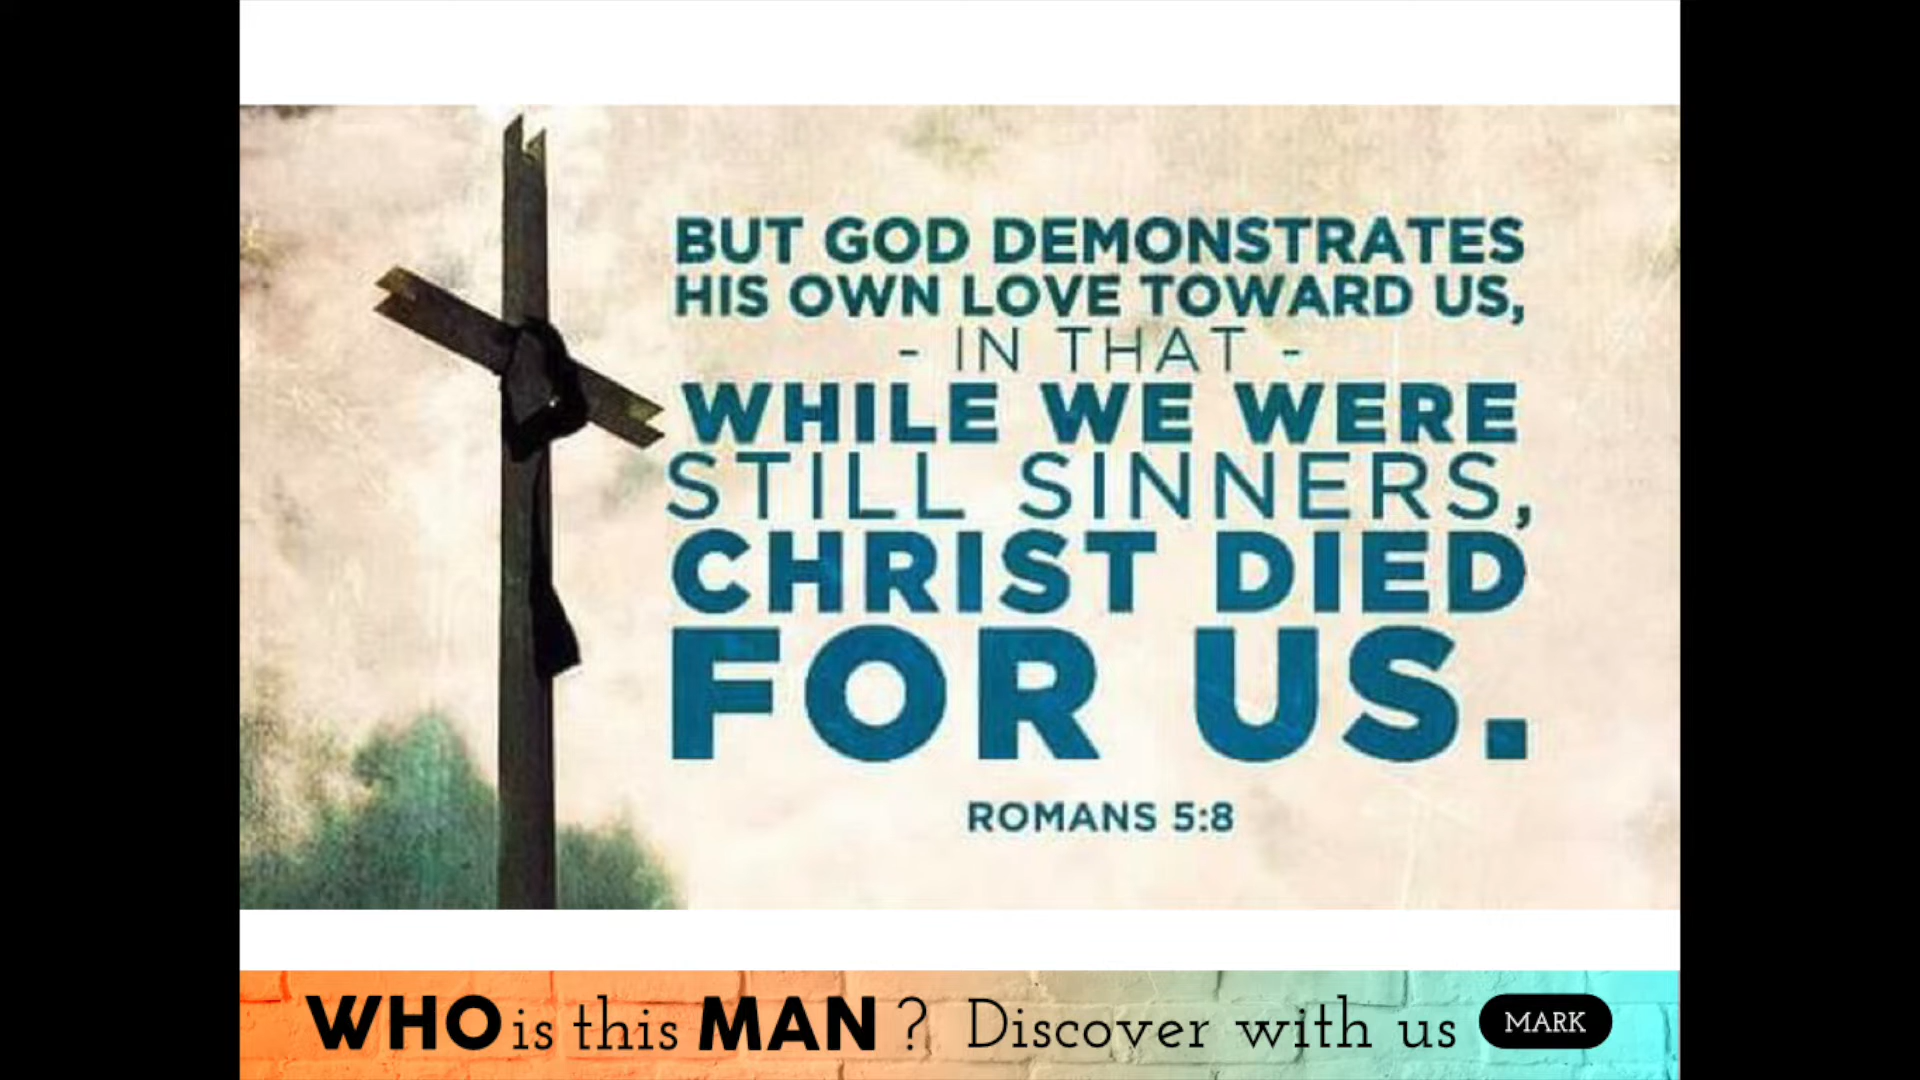 BUT GOD DEMONSTRATES
HIS OWN LOVE TOWARD US,
- IN THAT -
WHILE WE WERE
STILL SINNERS,
CHRIST DIED
FOR US.
ROMANS 5:8
WHO is this MAN? Discover with us MARK